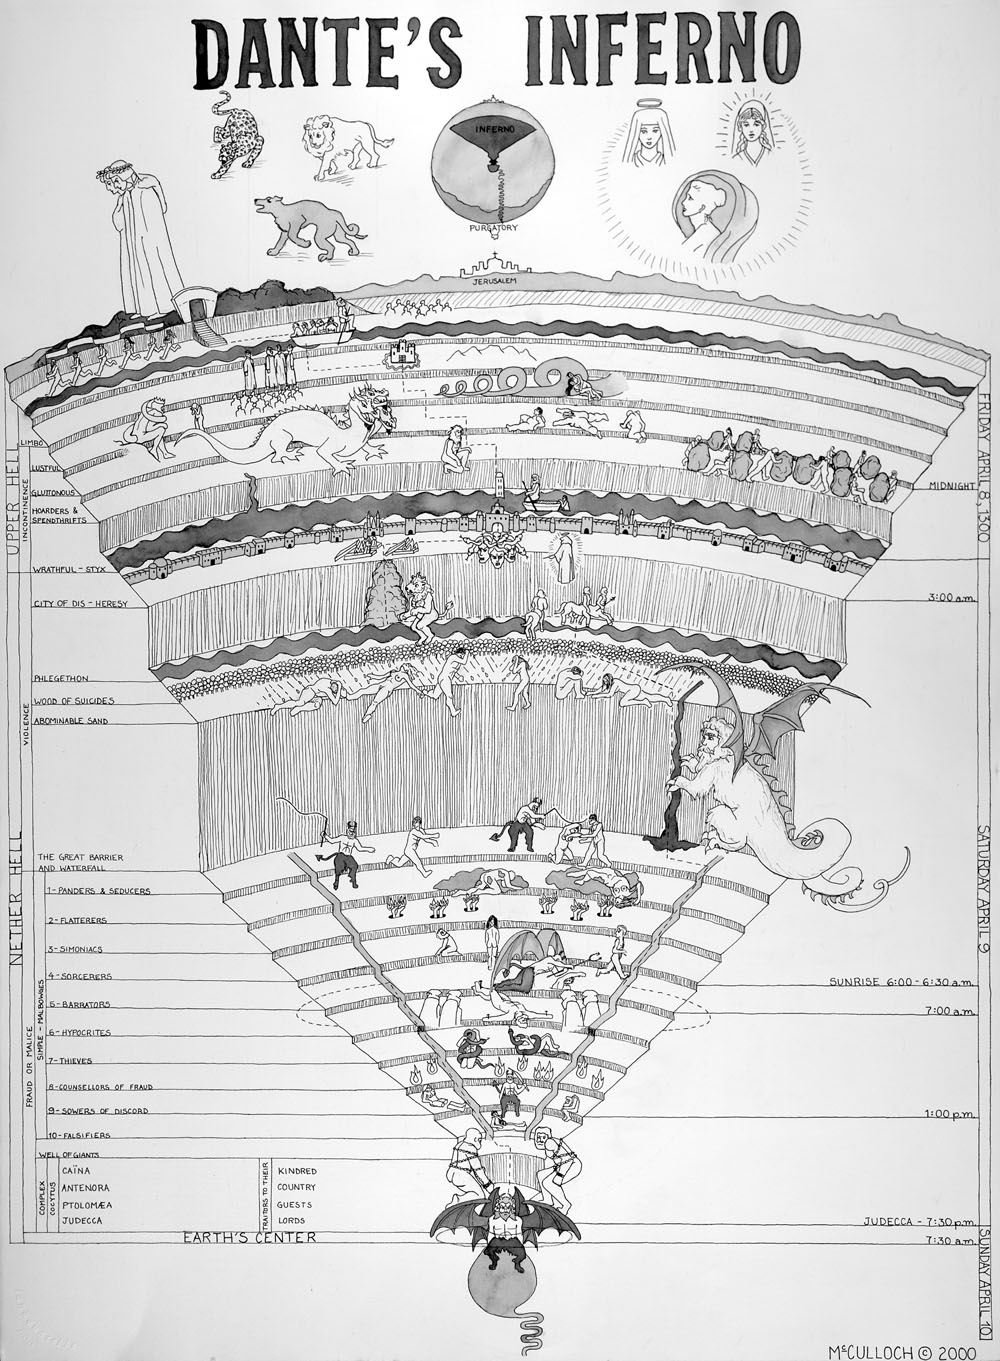 DANTE'S INFERNO
INFERNO
PURGATORY
JERUSALEM
UPPER HELL
INCONTINENCE
LIMBO
LUSTFUL
GLUTONOUS
HOARDERS &
SPENDTHRIFTS
WRATHFUL - STYX
CITY OF DIS - HERESY
NETHER HELL
VIOLENCE
PHLEGETHON
WOOD OF SUICIDES
ABOMINABLE SAND
THE GREAT BARRIER
AND WATERFALL
FRAUD OR MALICE
SIMPLE - MALBOWGES
1-PANDERS & SEDUCERS
2-FLATTERERS
3-SIMONIACS
4-SORCERERS
5-BARRATORS
6-HYPOCRITES
7-THIEVES
8-COUNSELLORS OF FRAUD
9-SOWERS OF DISCORD
10-FALSIFIERS
WELL OF GIANTS
COMPLEX
COCYTUS
CAÏNA
ANTENORA
PTOLOMÆA
JUDECCA
TRAITORS TO THEIR
KINDRED
COUNTRY
GUESTS
LORDS
EARTH'S CENTER
FRIDAY APRIL 8, 1300
MIDNIGHT
3:00 a.m.
SATURDAY APRIL 9
SUNRISE 6:00-6:30 a.m.
7:00 a.m.
1:00 p.m.
JUDECCA - 7:30 p.m.
7:30 a.m.
SUNDAY APRIL 10
McCULLOCH © 2000